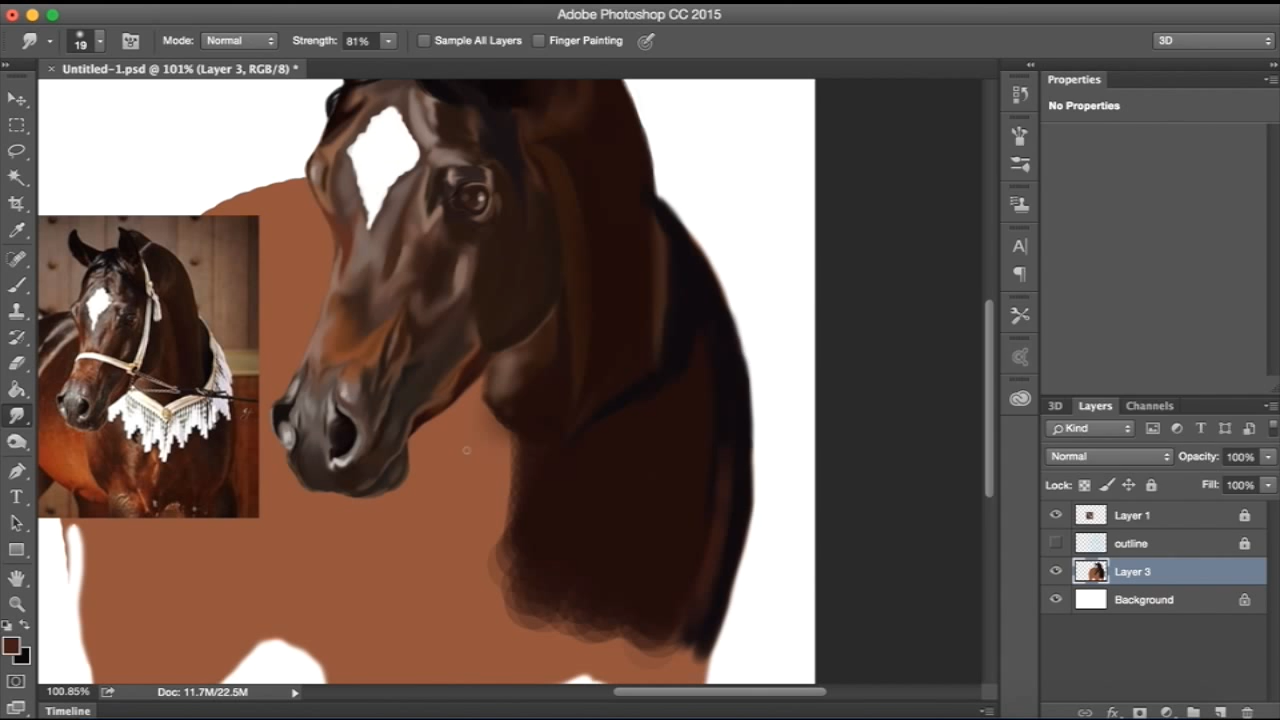 Adobe Photoshop CC 2015
19 Mode: Normal Strength: 81% Sample All Layers Finger Painting 3D
× Untitled-1.psd @ 101% (Layer 3, RGB/8) *
Properties
No Properties
3D Layers Channels
Kind
Normal Opacity: 100%
Lock: Fill: 100%
Layer 1
outline
Layer 3
Background
100.85% Doc: 11.7M/22.5M
Timeline